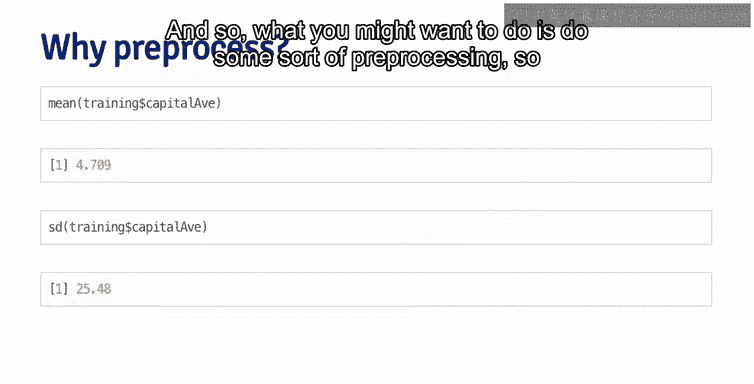 And so, what you might want to do is do
some sort of preprocessing, so
Why preprocess?
mean(training$capitalAve)
[1] 4.709
sd(training$capitalAve)
[1] 25.48